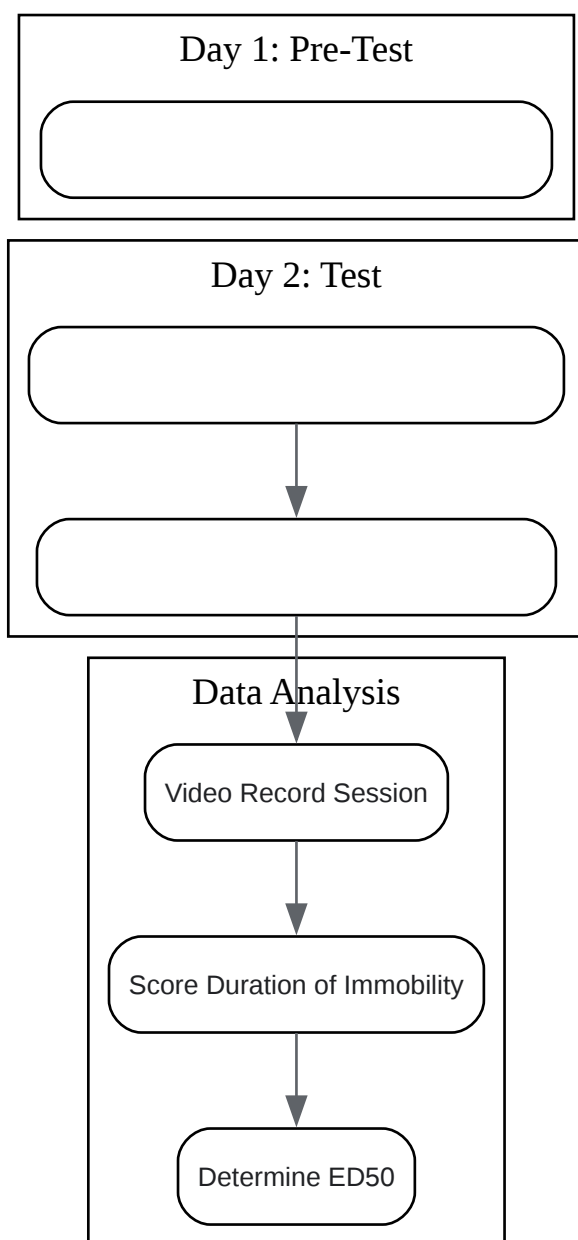 Day 1: Pre-Test
Day 2: Test
Data Analysis
Video Record Session
Score Duration of Immobility
Determine ED50